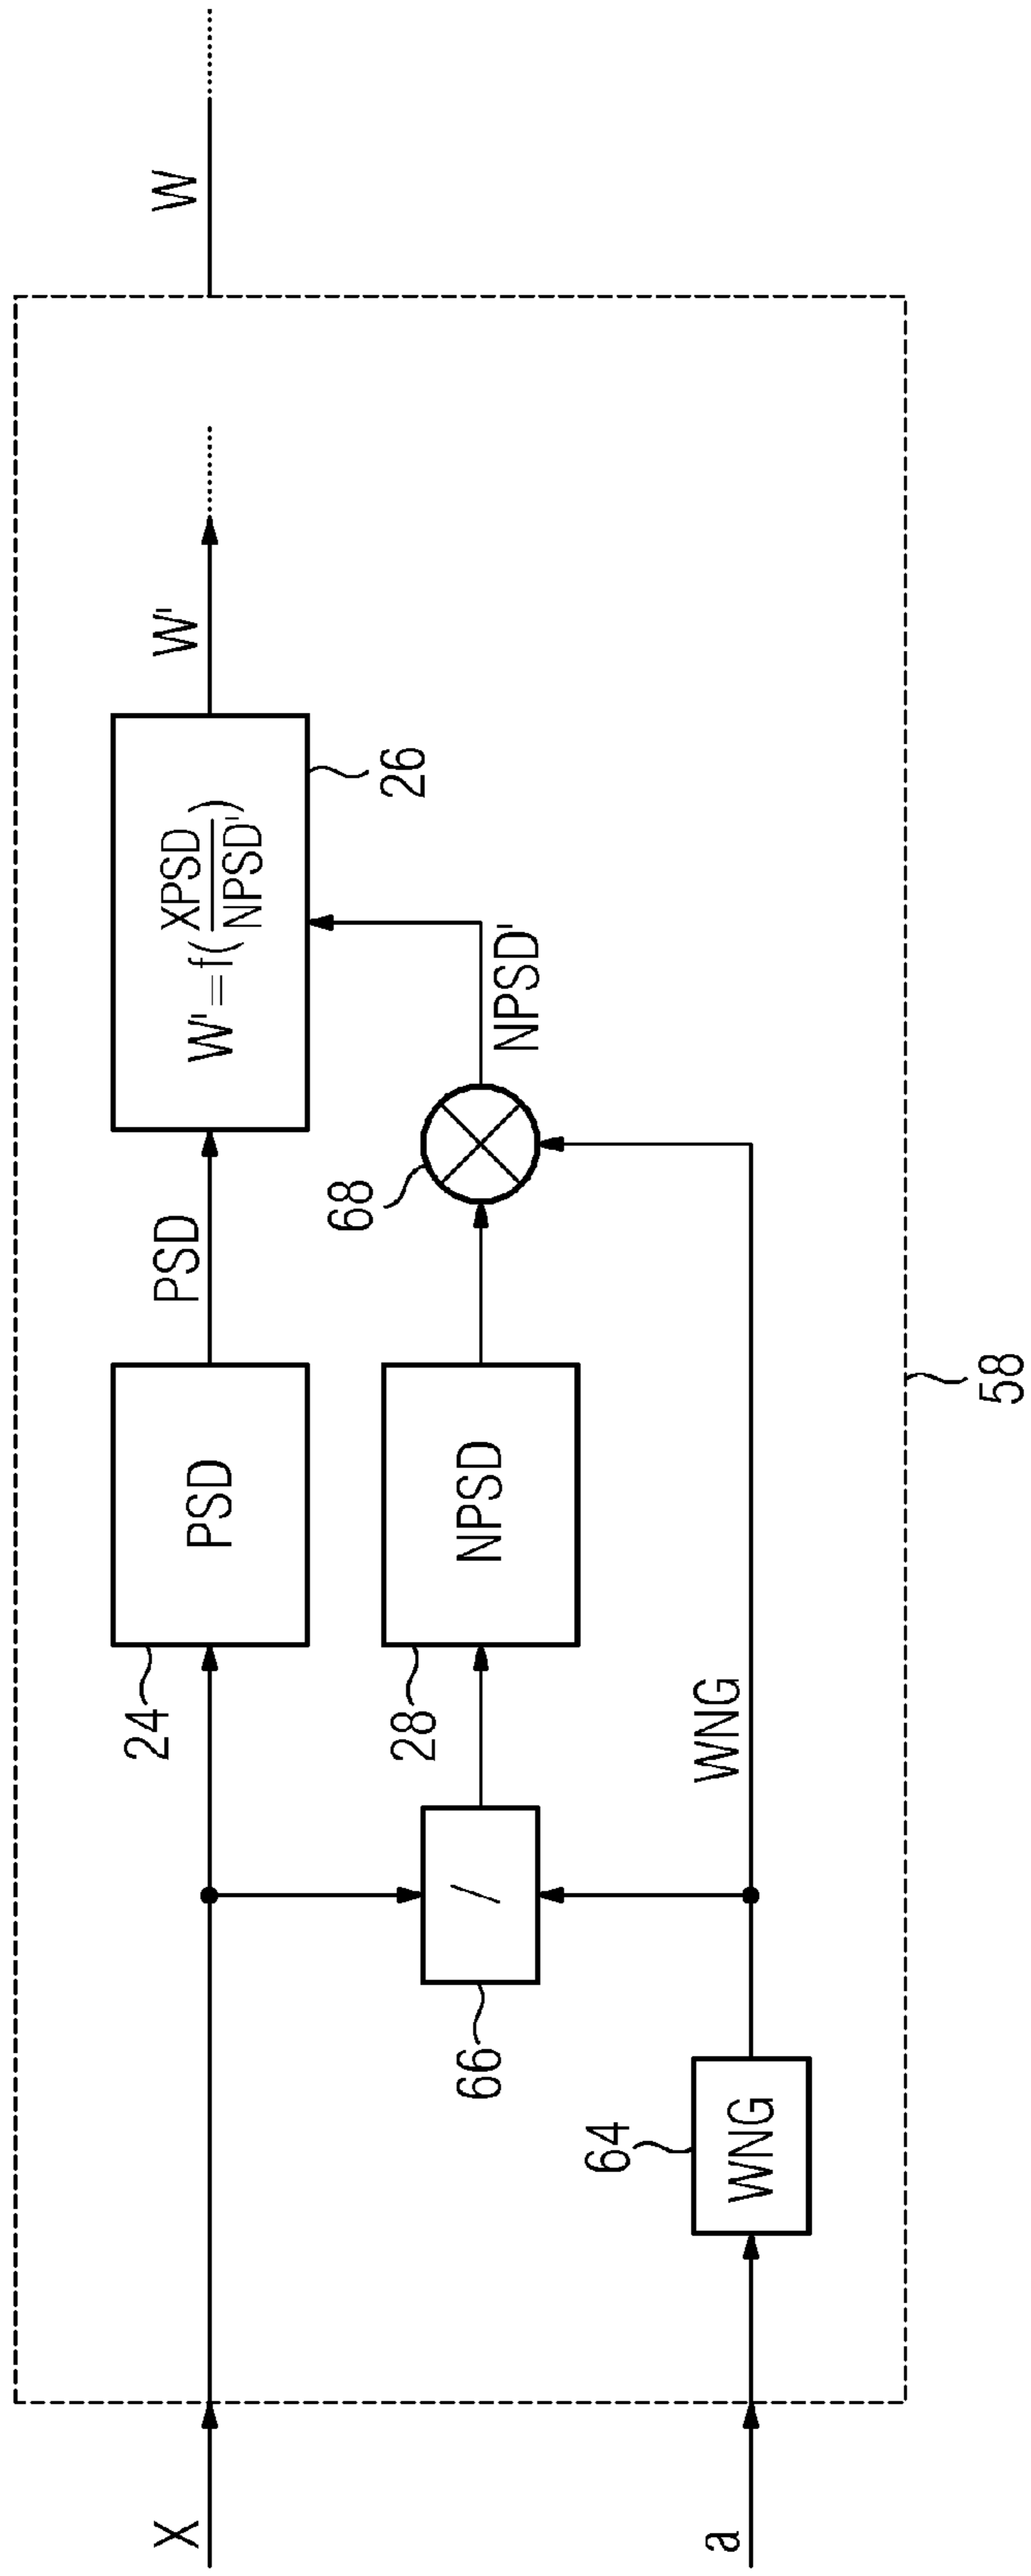 X
a
24
PSD
PSD
W' = f( XPSD
NPSD' )
26
W'
W
66
/
28
NPSD
68
NPSD'
64
WNG
WNG
58